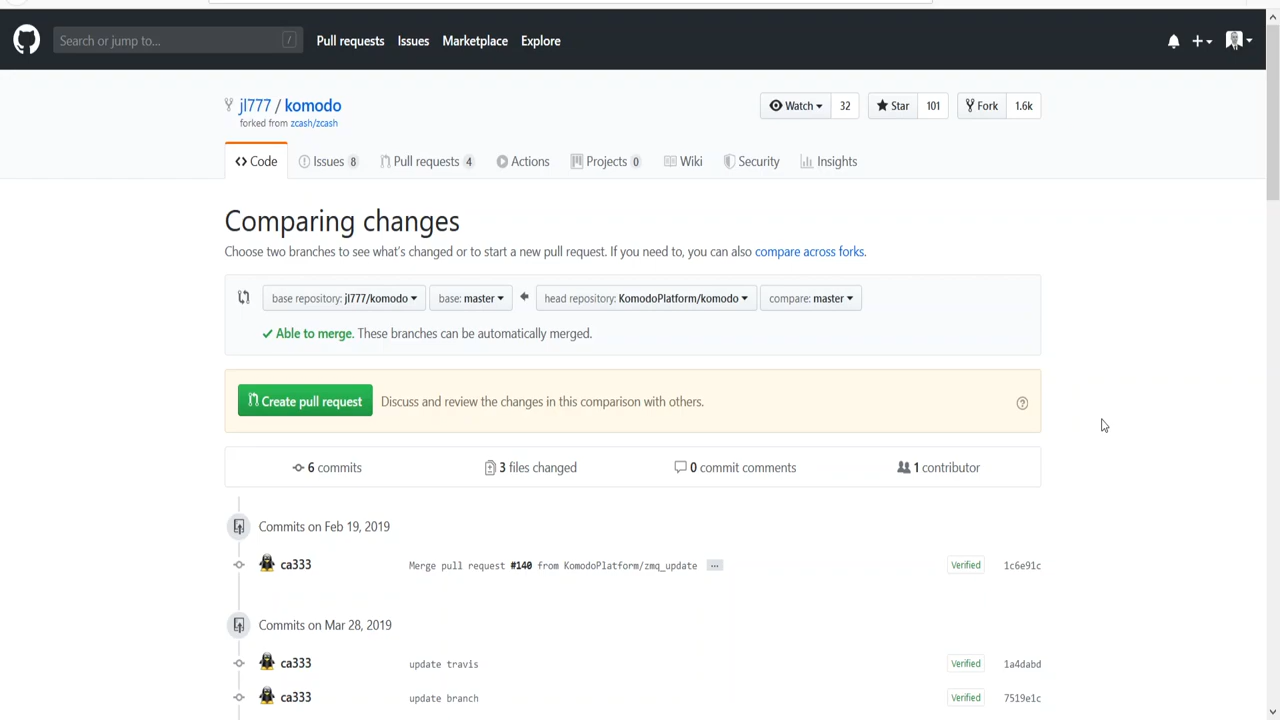 Search or jump to... / Pull requests Issues Marketplace Explore
jl777 / komodo
forked from zcash/zcash
Watch 32 Star 101 Fork 1.6k
Code Issues 8 Pull requests 4 Actions Projects 0 Wiki Security Insights
Comparing changes
Choose two branches to see what's changed or to start a new pull request. If you need to, you can also compare across forks.
base repository: jl777/komodo base: master head repository: KomodoPlatform/komodo compare: master
Able to merge. These branches can be automatically merged.
Create pull request Discuss and review the changes in this comparison with others.
6 commits 3 files changed 0 commit comments 1 contributor
Commits on Feb 19, 2019
ca333 Merge pull request #140 from KomodoPlatform/zmq_update ... Verified 1c6e91c
Commits on Mar 28, 2019
ca333 update travis Verified 1a4dabd
ca333 update branch Verified 7519e1c